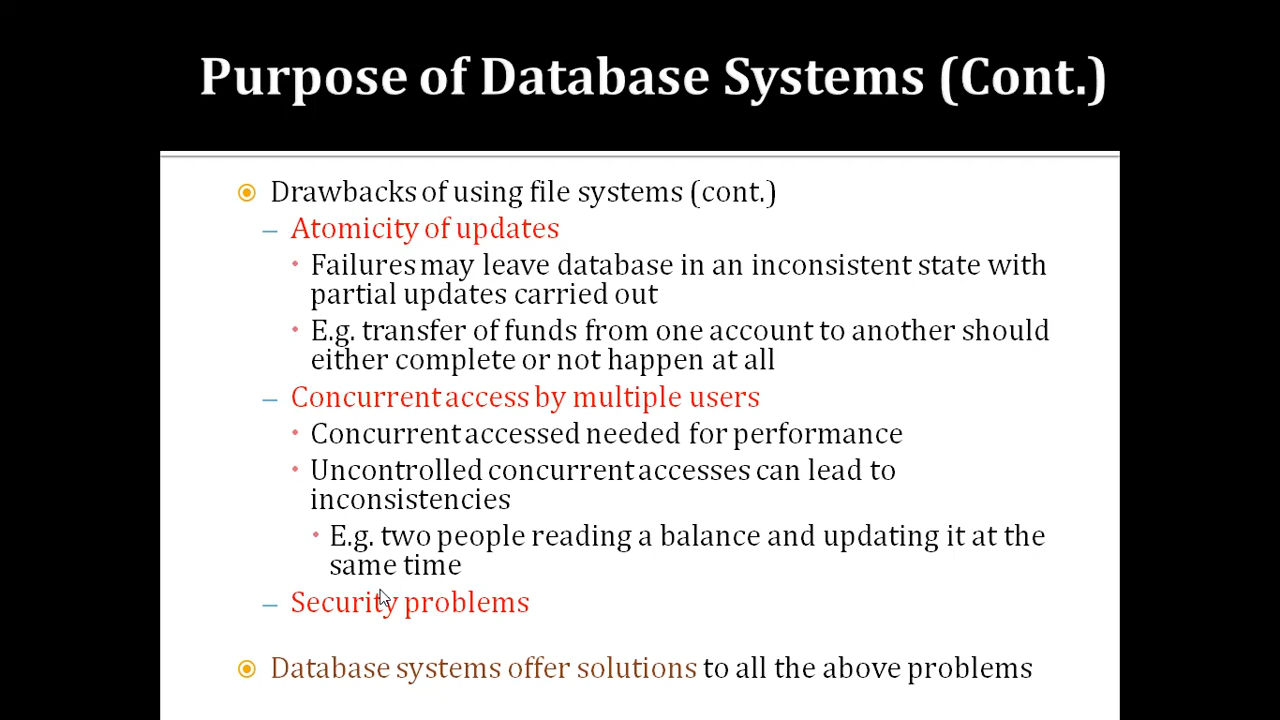 Purpose of Database Systems (Cont.)
Drawbacks of using file systems (cont.)
– Atomicity of updates
Failures may leave database in an inconsistent state with
partial updates carried out
E.g. transfer of funds from one account to another should
either complete or not happen at all
– Concurrent access by multiple users
Concurrent accessed needed for performance
Uncontrolled concurrent accesses can lead to
inconsistencies
E.g. two people reading a balance and updating it at the
same time
– Security problems
Database systems offer solutions to all the above problems